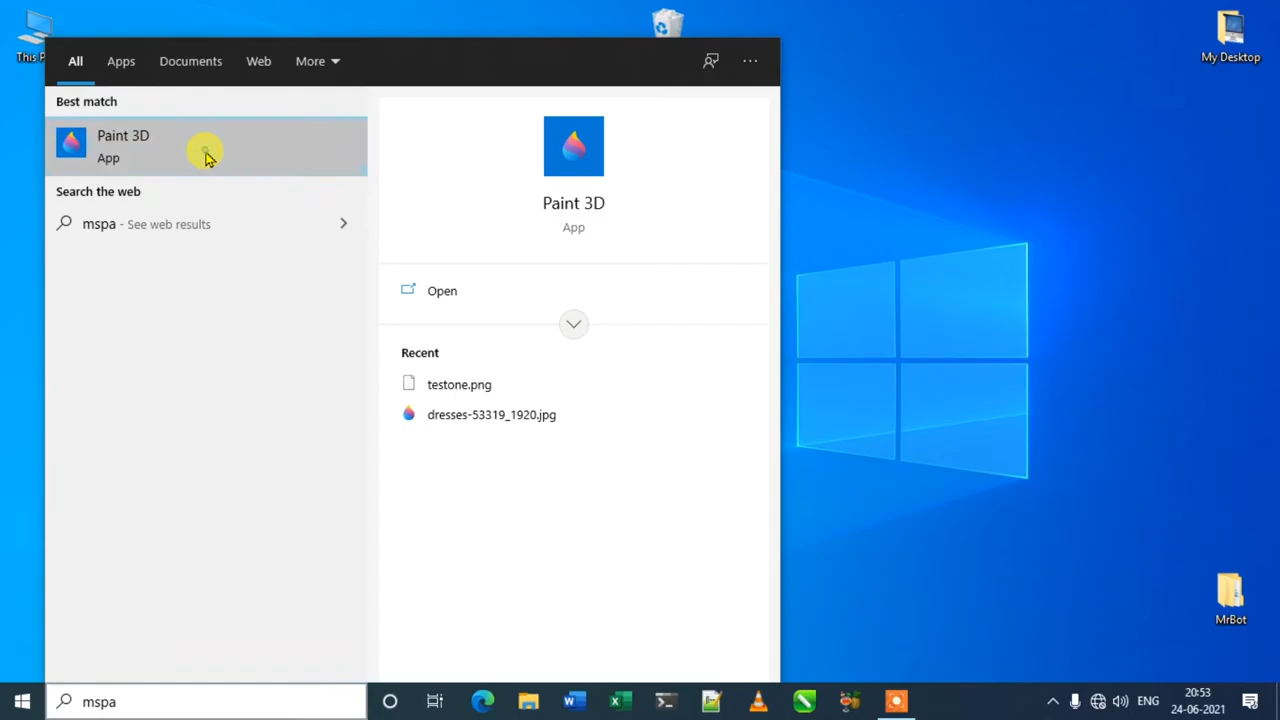 This P
My Desktop
All
Apps
Documents
Web
More
Best match
Paint 3D
App
Search the web
mspa - See web results
Paint 3D
App
Open
Recent
testone.png
dresses-53319_1920.jpg
MrBot
mspa
ENG
20:53
24-06-2021